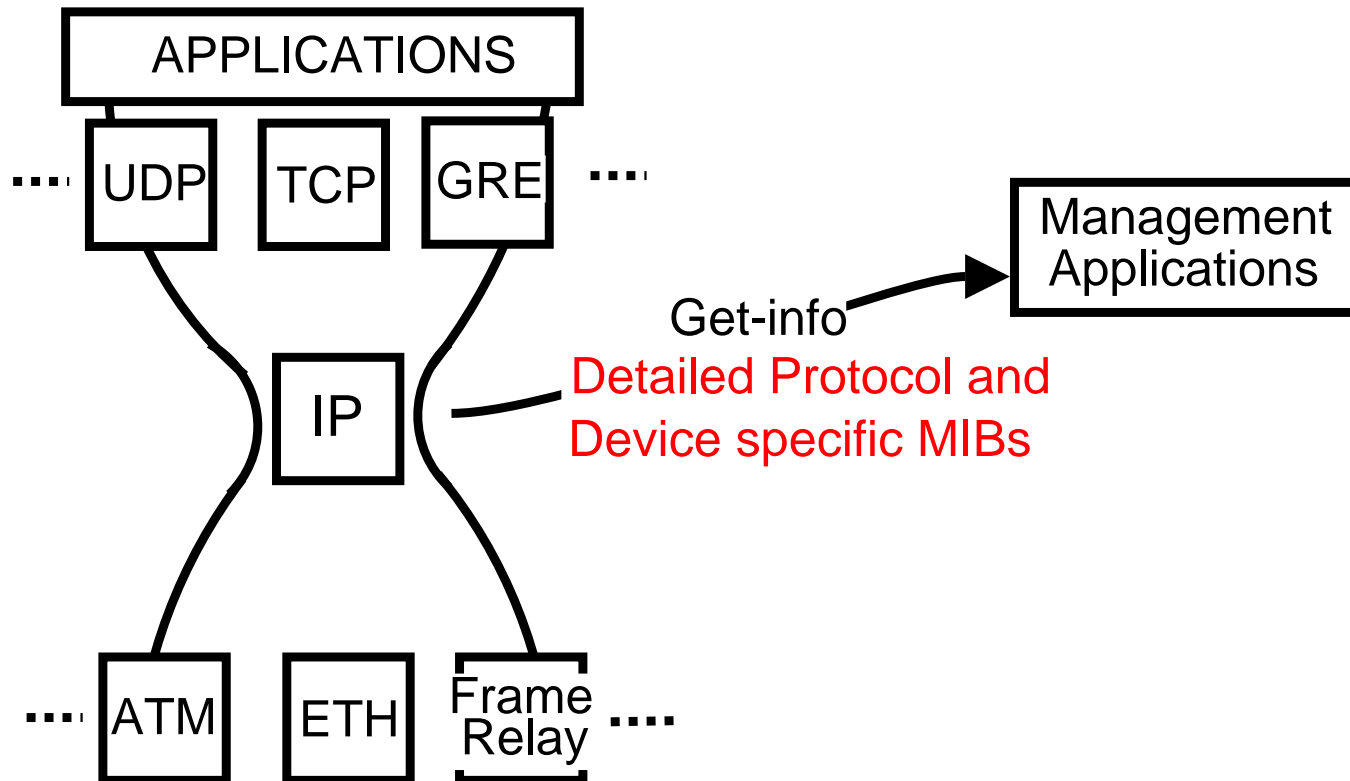 APPLICATIONS
UDP
TCP
GRE
Management
Applications
Get-info
Detailed Protocol and
Device specific MIBs
IP
ATM
ETH
Frame
Relay